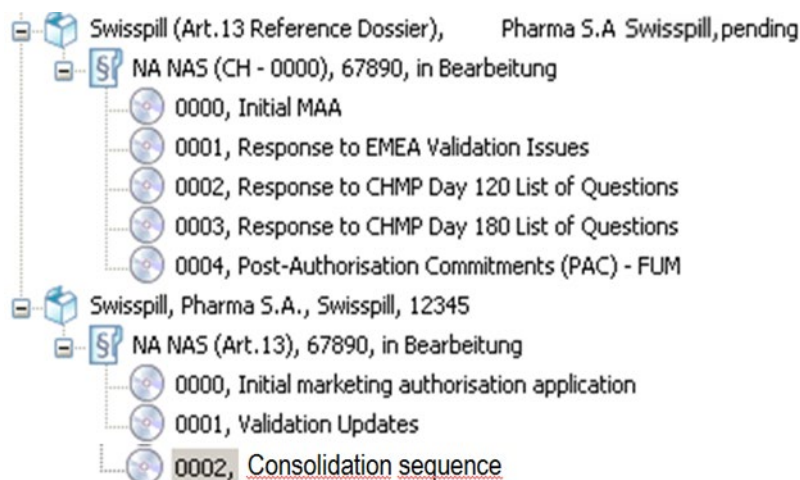 Swisspill (Art.13 Reference Dossier), Pharma S.A Swisspill, pending
NA NAS (CH - 0000), 67890, in Bearbeitung
0000, Initial MAA
0001, Response to EMEA Validation Issues
0002, Response to CHMP Day 120 List of Questions
0003, Response to CHMP Day 180 List of Questions
0004, Post-Authorisation Commitments (PAC) - FUM
Swisspill, Pharma S.A., Swisspill, 12345
NA NAS (Art.13), 67890, in Bearbeitung
0000, Initial marketing authorisation application
0001, Validation Updates
0002, Consolidation sequence